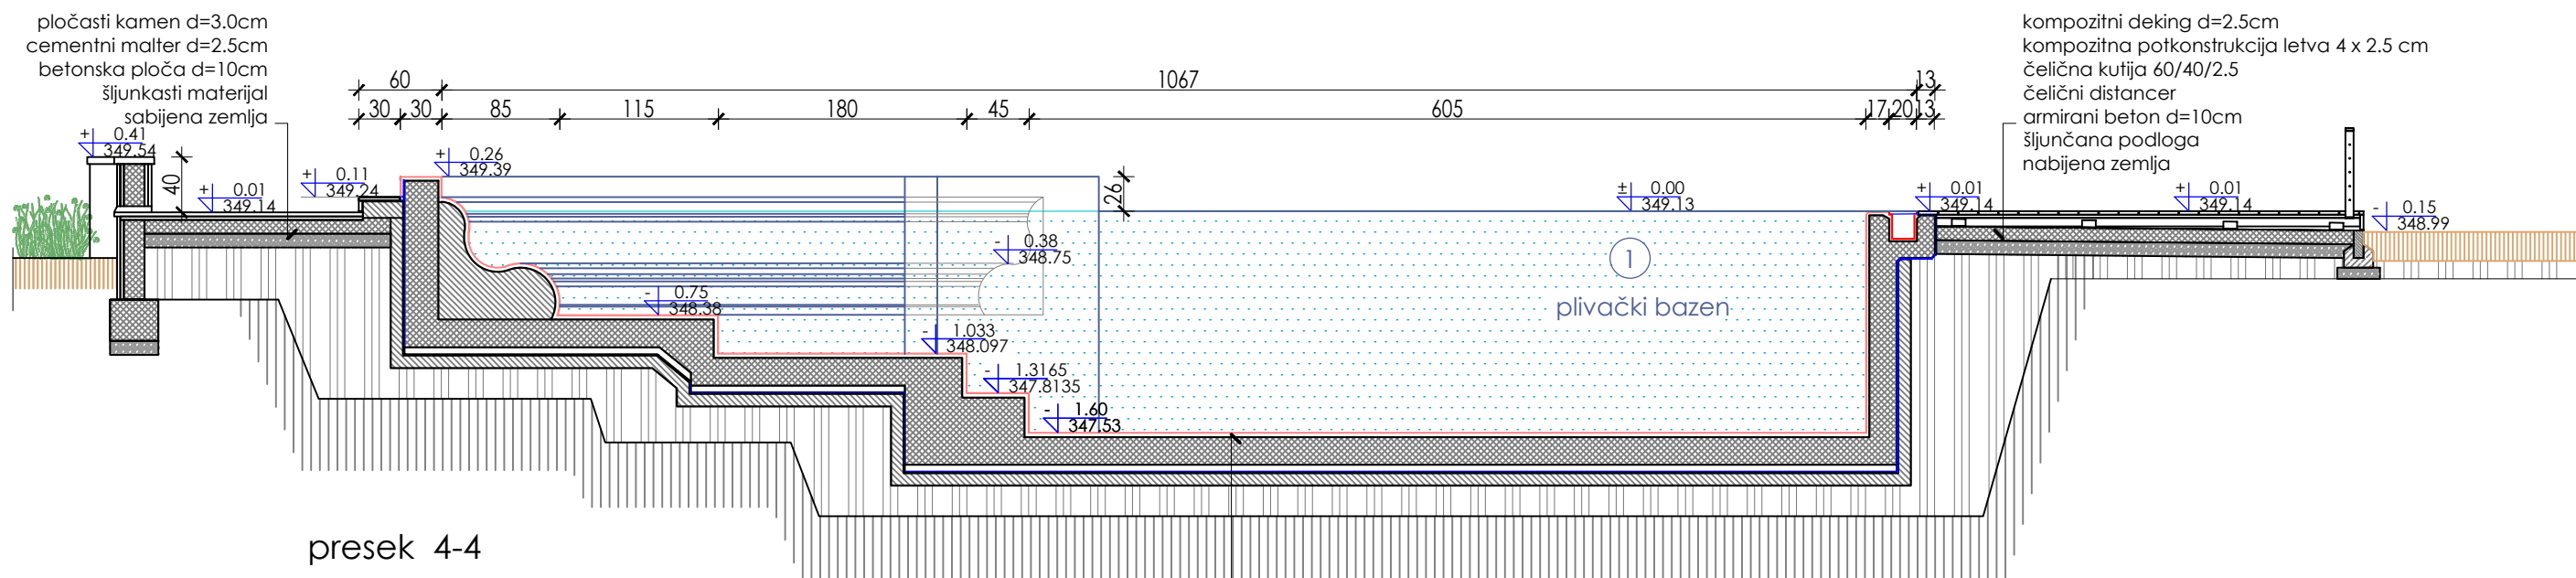 pločasti kamen d=3.0cm
cementni malter d=2.5cm
betonska ploča d=10cm
šljunkasti materijal
sabijena zemlja
kompozitni deking d=2.5cm
kompozitna potkonstrukcija letva 4 x 2.5 cm
čelična kutija 60/40/2.5
čelični distancer
armirani beton d=10cm
šljunčana podloga
nabijena zemlja
60 1067 13
30 30 85 115 180 45 605 17 20 13
+ 0.41
349.54
40
+ 0.01
349.14
+ 0.11
349.24
+ 0.26
349.39
26
± 0.00
349.13
+ 0.01
349.14
+ 0.01
349.14
- 0.15
348.99
- 0.38
348.75
- 0.75
348.38
- 1.033
348.097
- 1.3165
347.8135
- 1.60
347.53
1
plivački bazen
presek 4-4